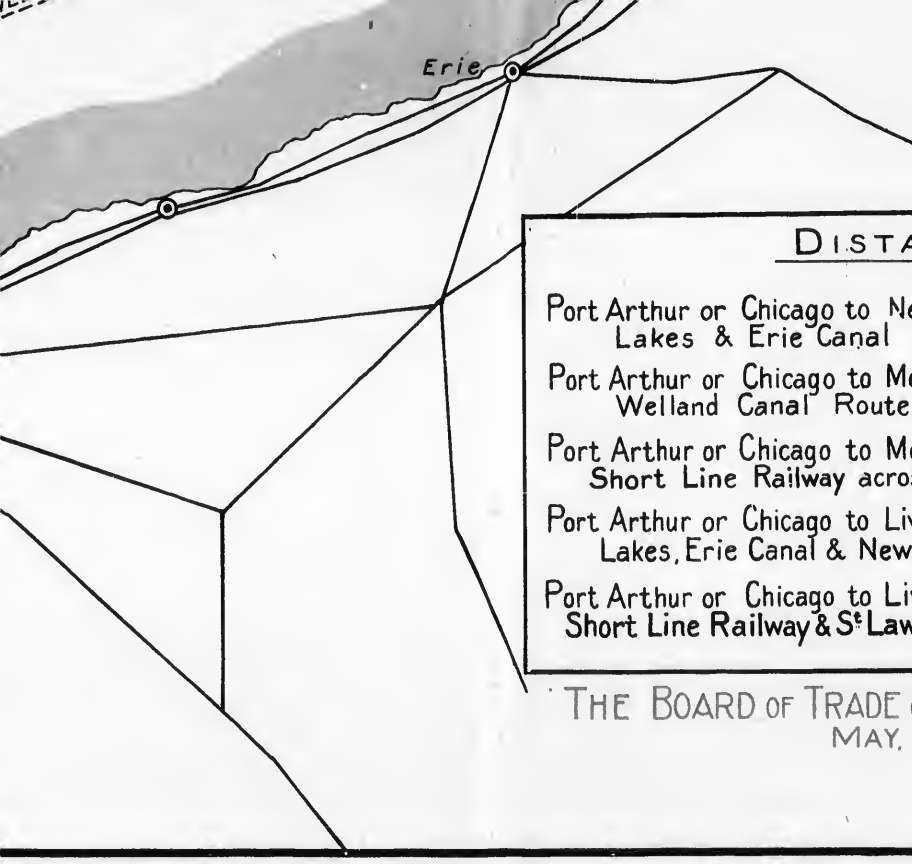 Erie
DISTA
Port Arthur or Chicago to Ne
Lakes & Erie Canal
Port Arthur or Chicago to Mo
Welland Canal Route
Port Arthur or Chicago to Mo
Short Line Railway acros
Port Arthur or Chicago to Liv
Lakes, Erie Canal & New
Port Arthur or Chicago to Liv
Short Line Railway & St Law
THE BOARD OF TRADE
MAY,